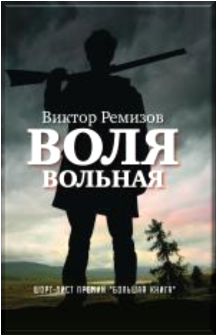 Виктор Ремизов
ВОЛЯ
ВОЛЬНАЯ
ШОРТ-ЛИСТ ПРЕМИИ "БОЛЬШАЯ КНИГА"